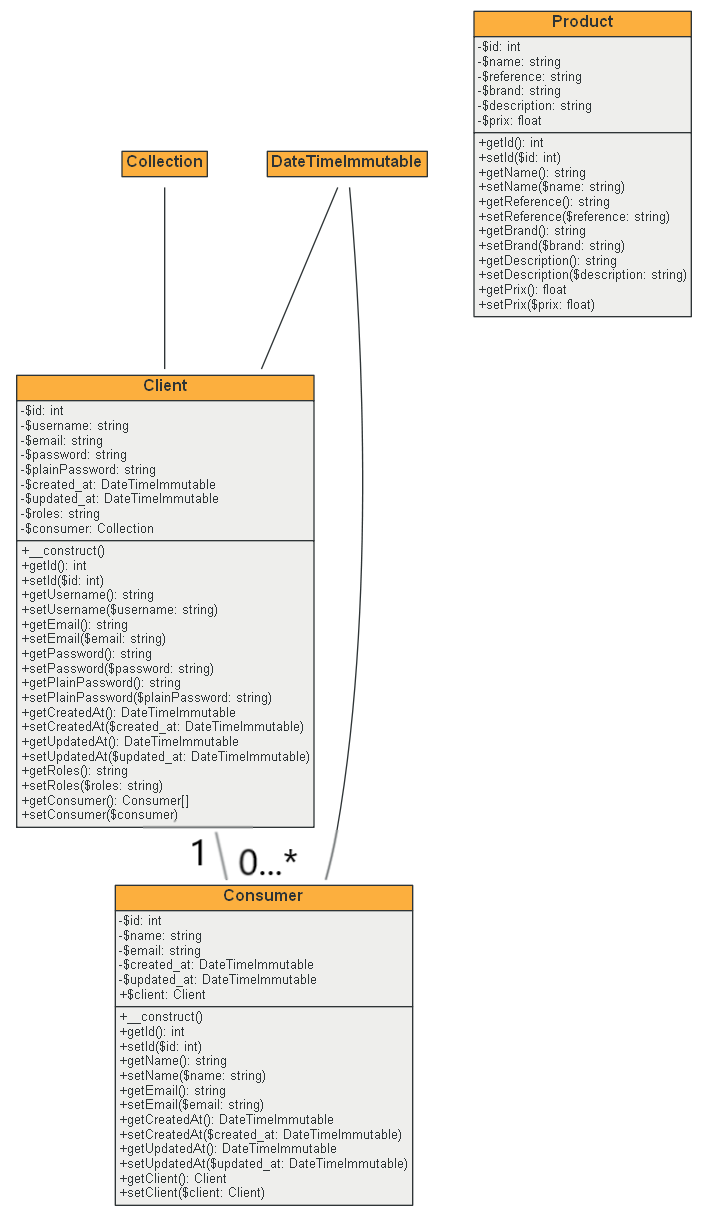 Product
-$id: int
-$name: string
-$reference: string
-$brand: string
-$description: string
-$prix: float
+getId(): int
+setId($id: int)
+getName(): string
+setName($name: string)
+getReference(): string
+setReference($reference: string)
+getBrand(): string
+setBrand($brand: string)
+getDescription(): string
+setDescription($description: string)
+getPrix(): float
+setPrix($prix: float)
Collection
DateTimeImmutable
Client
-$id: int
-$username: string
-$email: string
-$password: string
-$plainPassword: string
-$created_at: DateTimeImmutable
-$updated_at: DateTimeImmutable
-$roles: string
-$consumer: Collection
+__construct()
+getId(): int
+setId($id: int)
+getUsername(): string
+setUsername($username: string)
+getEmail(): string
+setEmail($email: string)
+getPassword(): string
+setPassword($password: string)
+getPlainPassword(): string
+setPlainPassword($plainPassword: string)
+getCreatedAt(): DateTimeImmutable
+setCreatedAt($created_at: DateTimeImmutable)
+getUpdatedAt(): DateTimeImmutable
+setUpdatedAt($updated_at: DateTimeImmutable)
+getRoles(): string
+setRoles($roles: string)
+getConsumer(): Consumer[]
+setConsumer($consumer)
1
0...*
Consumer
-$id: int
-$name: string
-$email: string
-$created_at: DateTimeImmutable
-$updated_at: DateTimeImmutable
+$client: Client
+__construct()
+getId(): int
+setId($id: int)
+getName(): string
+setName($name: string)
+getEmail(): string
+setEmail($email: string)
+getCreatedAt(): DateTimeImmutable
+setCreatedAt($created_at: DateTimeImmutable)
+getUpdatedAt(): DateTimeImmutable
+setUpdatedAt($updated_at: DateTimeImmutable)
+getClient(): Client
+setClient($client: Client)